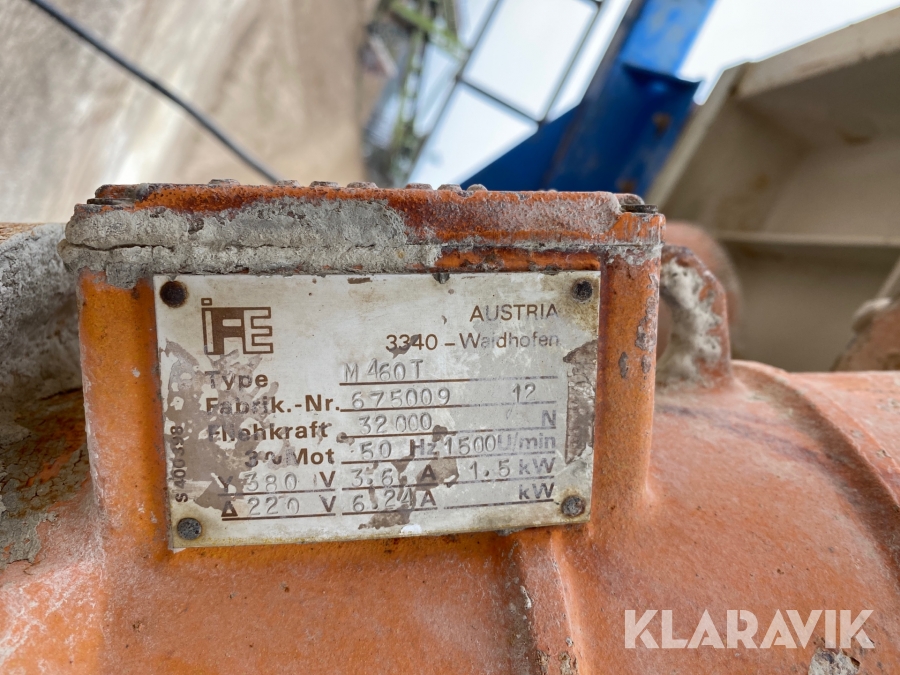 iFE
AUSTRIA
3340 - Waidhofen
Type M 460 T
Fabrik.-Nr. 675009 12
Fliehkraft 32 000 N
3~Mot 50 Hz 1500U/min
Y 380 V 3.6 A 1.5 kW
Δ 220 V 6.24 A kW
KLARAVIK